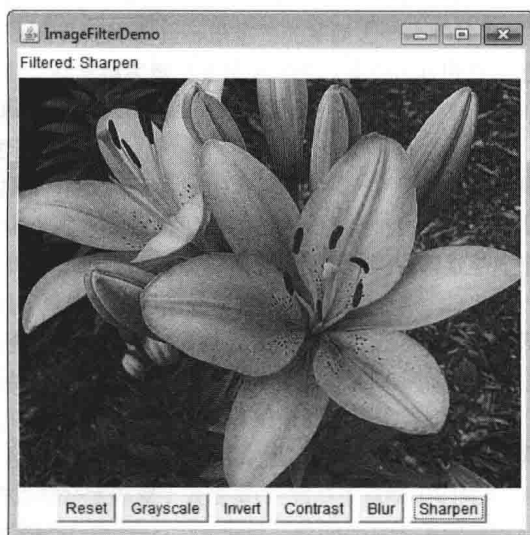 ImageFilterDemo
Filtered: Sharpen
Reset Grayscale Invert Contrast Blur Sharpen